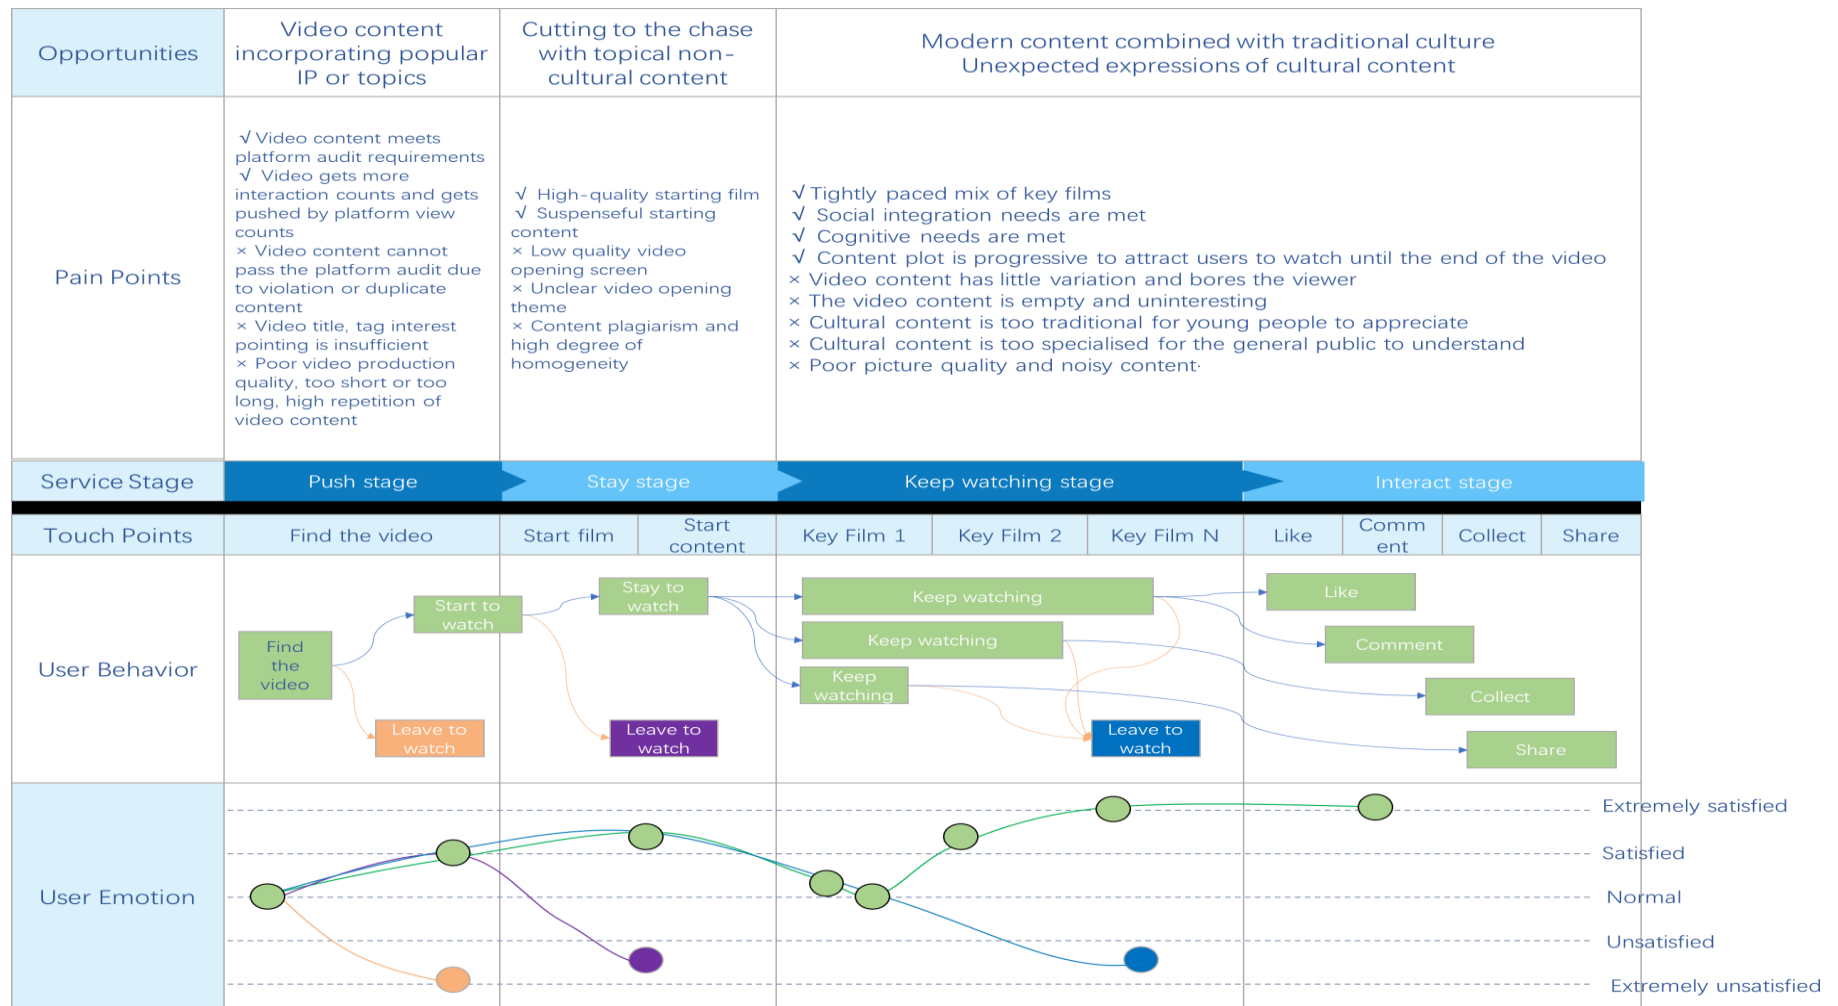 Opportunities
Video content
incorporating popular
IP or topics
Cutting to the chase
with topical non-
cultural content
Modern content combined with traditional culture
Unexpected expressions of cultural content
Pain Points
√ Video content meets
platform audit requirements
√ Video gets more
interaction counts and gets
pushed by platform view
counts
× Video content cannot
pass the platform audit due
to violation or duplicate
content
× Video title, tag interest
pointing is insufficient
× Poor video production
quality, too short or too
long, high repetition of
video content
√ High-quality starting film
√ Suspenseful starting
content
× Low quality video
opening screen
× Unclear video opening
theme
× Content plagiarism and
high degree of
homogeneity
√ Tightly paced mix of key films
√ Social integration needs are met
√ Cognitive needs are met
√ Content plot is progressive to attract users to watch until the end of the video
× Video content has little variation and bores the viewer
× The video content is empty and uninteresting
× Cultural content is too traditional for young people to appreciate
× Cultural content is too specialised for the general public to understand
× Poor picture quality and noisy content·
Service Stage
Push stage
Stay stage
Keep watching stage
Interact stage
Touch Points
Find the video
Start film
Start
content
Key Film 1
Key Film 2
Key Film N
Like
Comm
ent
Collect
Share
User Behavior
Find
the
video
Start to
watch
Leave to
watch
Stay to
watch
Leave to
watch
Keep watching
Keep watching
Keep
watching
Leave to
watch
Like
Comment
Collect
Share
User Emotion
Extremely satisfied
Satisfied
Normal
Unsatisfied
Extremely unsatisfied